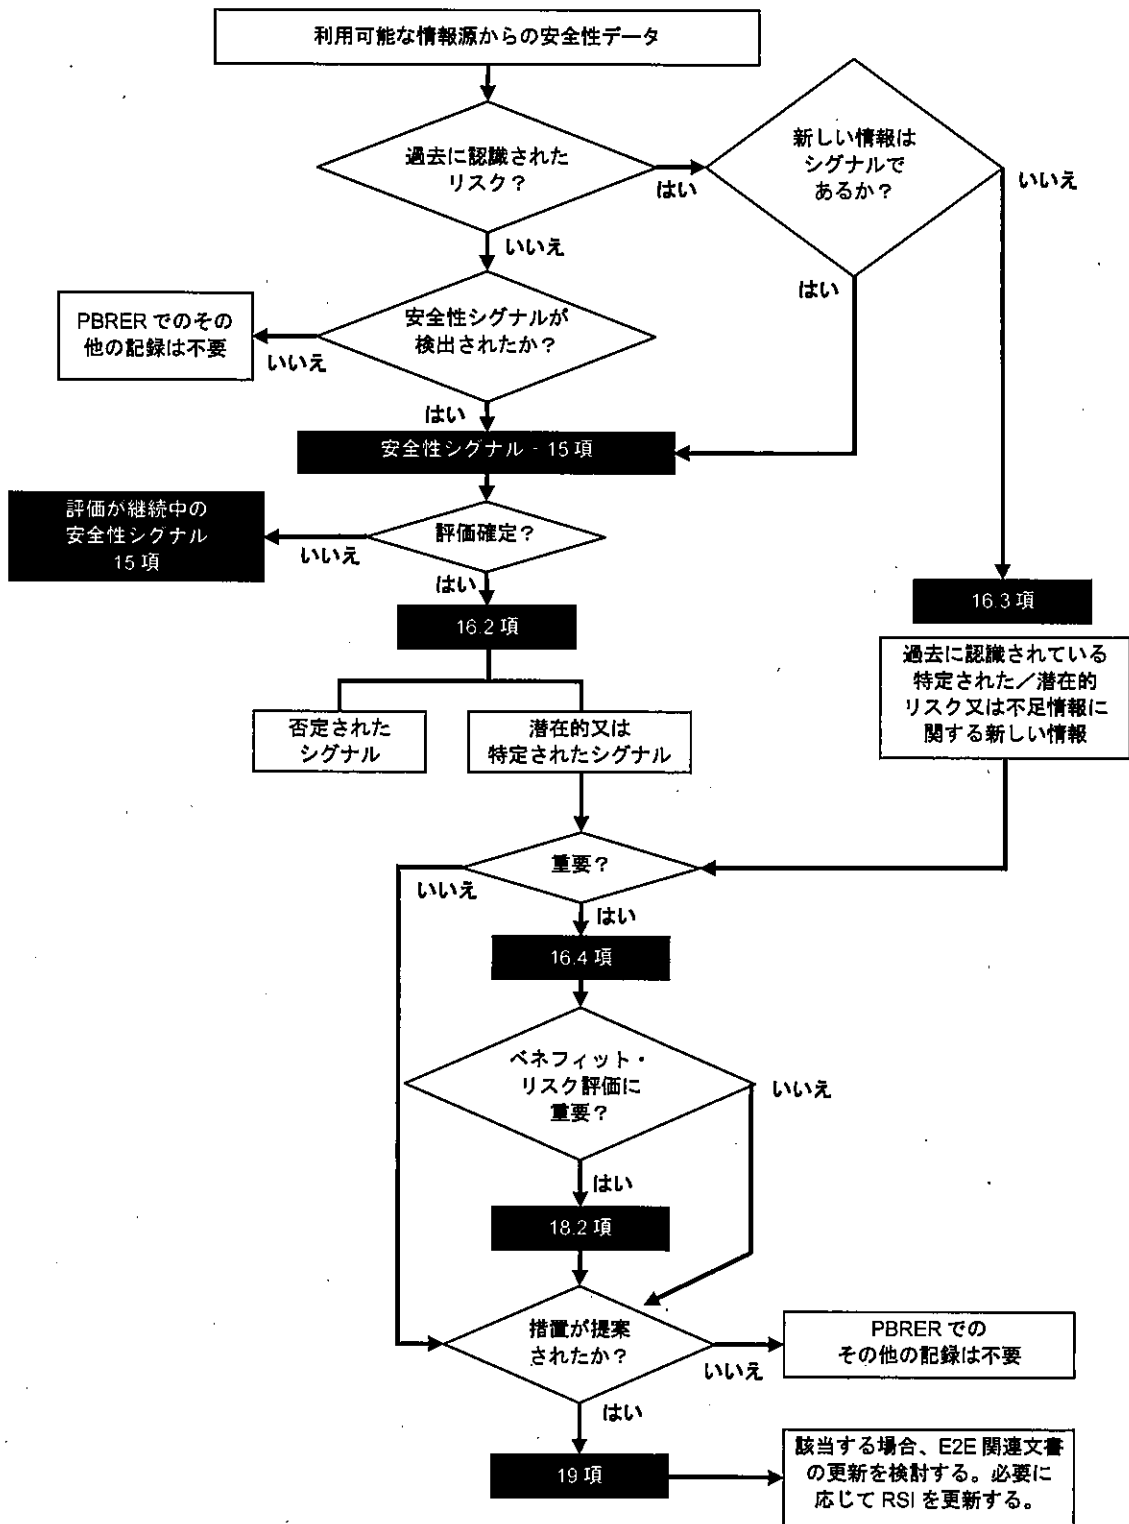 利用可能な情報源からの安全性データ
過去に認識された
リスク？
はい
新しい情報は
シグナルで
あるか？
いいえ
いいえ
はい
安全性シグナルが
検出されたか？
いいえ
PBRER でのその
他の記録は不要
はい
安全性シグナル - 15 項
評価が継続中の
安全性シグナル
15 項
いいえ
評価確定？
はい
16.2 項
16.3 項
過去に認識されている
特定された／潜在的
リスク又は不足情報に
関する新しい情報
否定された
シグナル
潜在的又は
特定されたシグナル
重要？
いいえ
はい
16.4 項
ベネフィット・
リスク評価に
重要？
いいえ
はい
18.2 項
措置が提案
されたか？
いいえ
PBRER での
その他の記録は不要
はい
19 項
該当する場合、E2E 関連文書
の更新を検討する。必要に
応じて RSI を更新する。